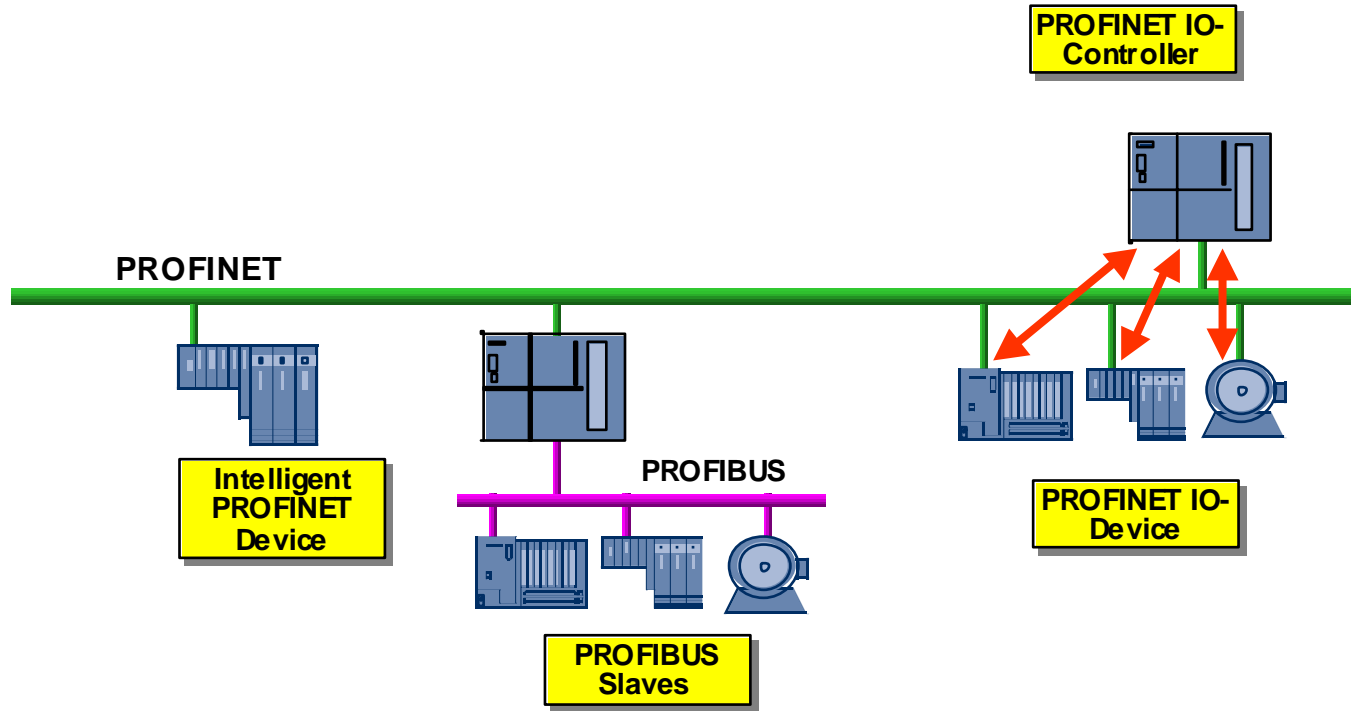 PROFINET IO-
Controller
PROFINET
Intelligent
PROFINET
Device
PROFIBUS
PROFINET IO-
Device
PROFIBUS
Slaves